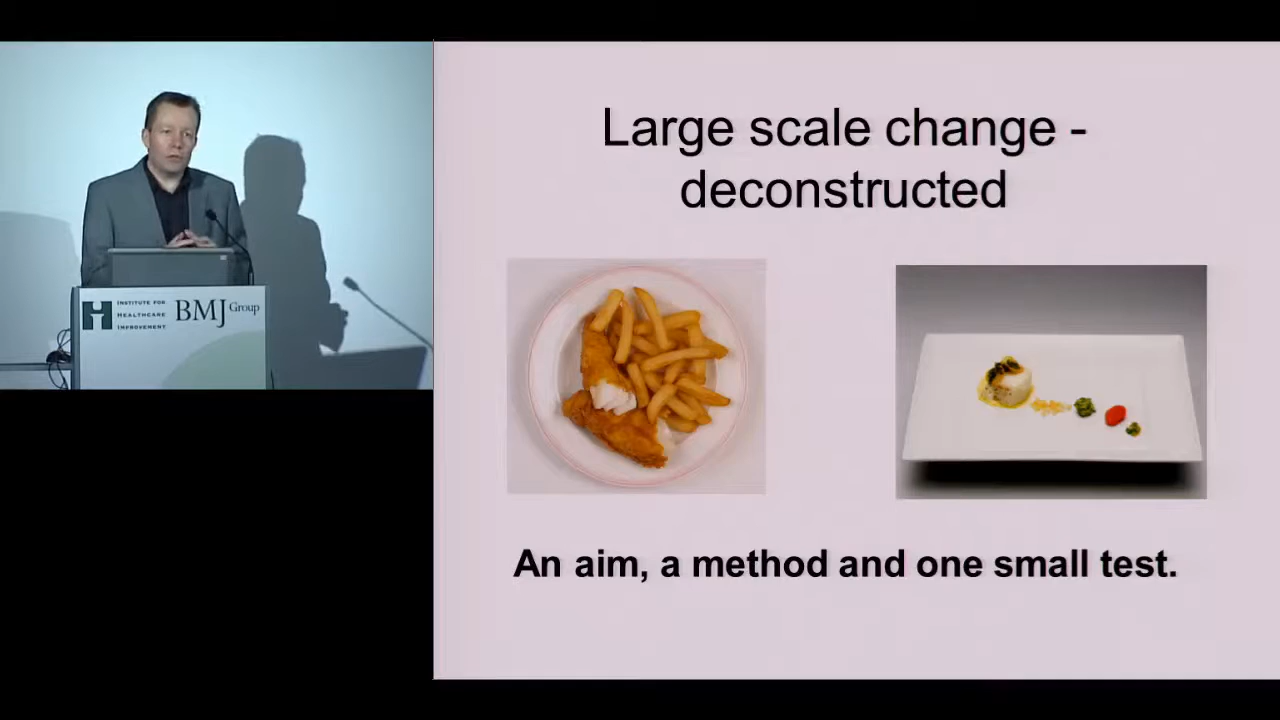 INSTITUTE FOR
HEALTHCARE
IMPROVEMENT
BMJ Group
Large scale change -
deconstructed
An aim, a method and one small test.